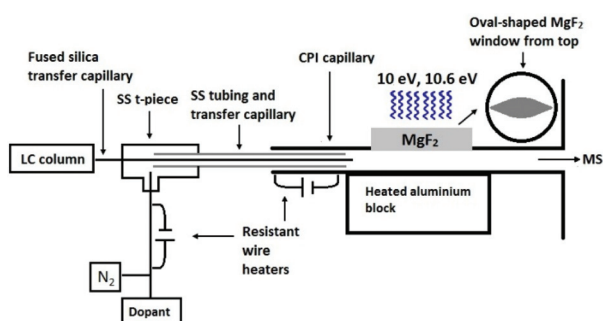 Oval-shaped MgF₂
window from top
Fused silica
transfer capillary
CPI capillary
SS t-piece
SS tubing and
transfer capillary
10 eV, 10.6 eV
MgF₂
LC column
MS
Heated aluminium
block
Resistant
wire
heaters
N₂
Dopant